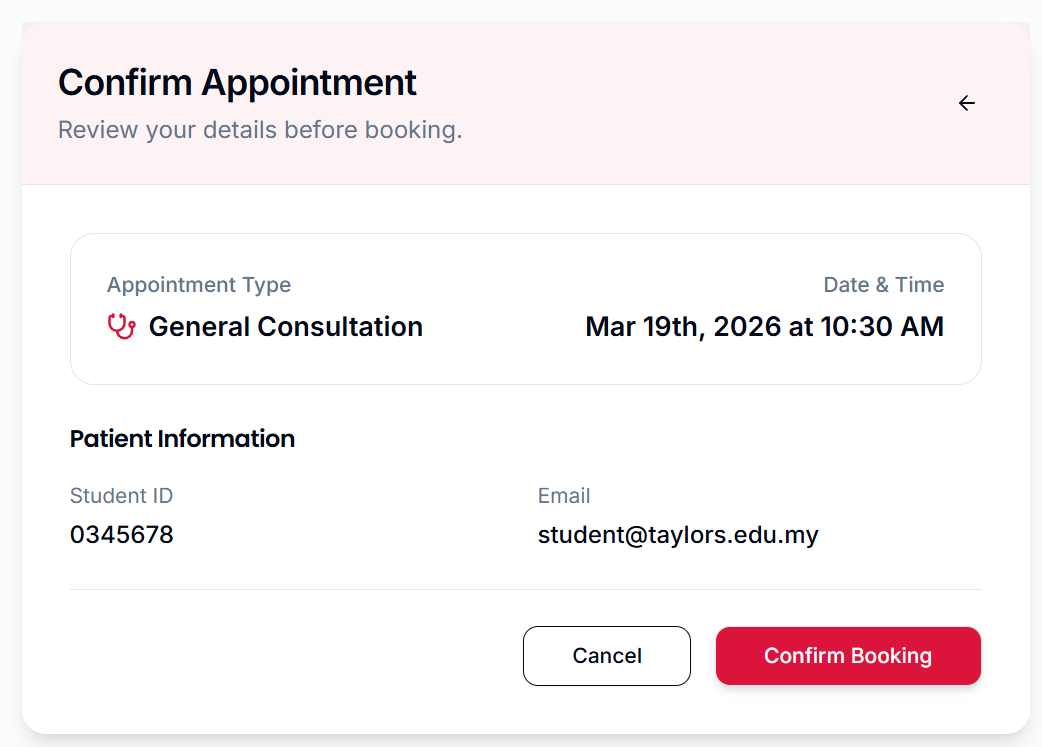 Confirm Appointment
Review your details before booking.
Appointment Type
General Consultation
Date & Time
Mar 19th, 2026 at 10:30 AM
Patient Information
Student ID
0345678
Email
student@taylors.edu.my
Cancel
Confirm Booking